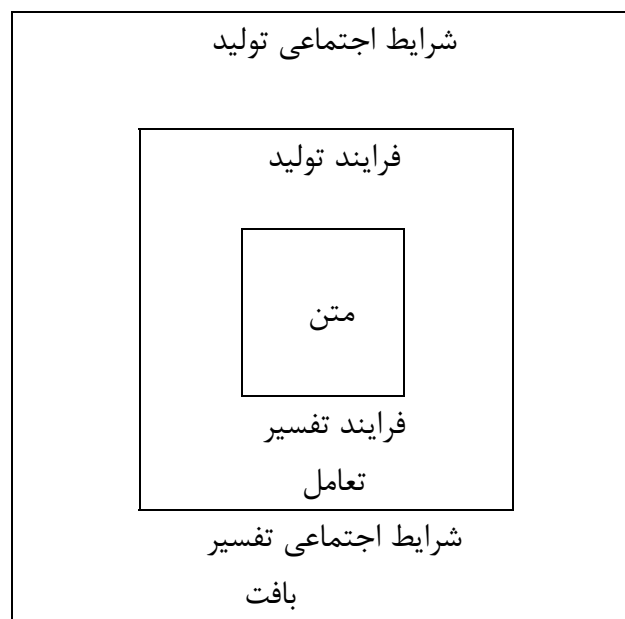 شرایط اجتماعی تولید
فرایند تولید
متن
فرایند تفسیر
تعامل
شرایط اجتماعی تفسیر
بافت